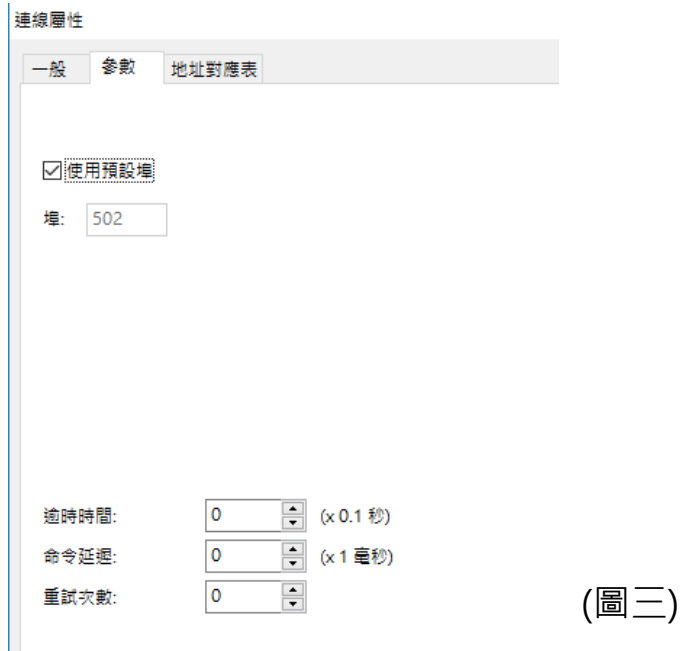 連線屬性
一般 參數 地址對應表
使用預設埠
埠: 502
逾時時間: 0 (x 0.1 秒)
命令延遲: 0 (x 1 毫秒)
重試次數: 0
(圖三)